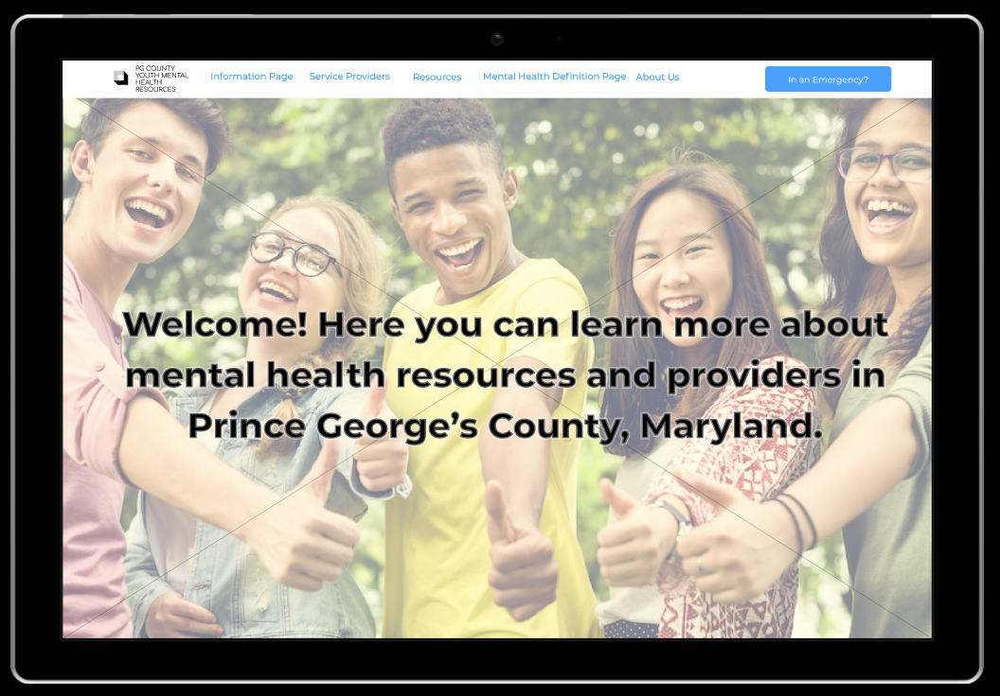 PG COUNTY
YOUTH MENTAL
HEALTH
RESOURCES
Information Page
Service Providers
Resources
Mental Health Definition Page
About Us
In an Emergency?
Welcome! Here you can learn more about
mental health resources and providers in
Prince George’s County, Maryland.